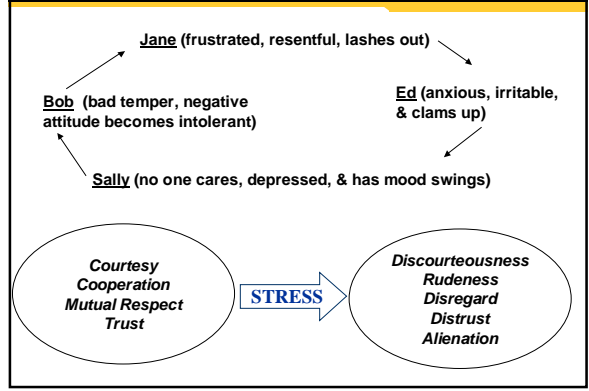 Jane (frustrated, resentful, lashes out)
Ed (anxious, irritable,
& clams up)
Bob (bad temper, negative
attitude becomes intolerant)
Sally (no one cares, depressed, & has mood swings)
Courtesy
Cooperation
Mutual Respect
Trust
STRESS
Discourteousness
Rudeness
Disregard
Distrust
Alienation